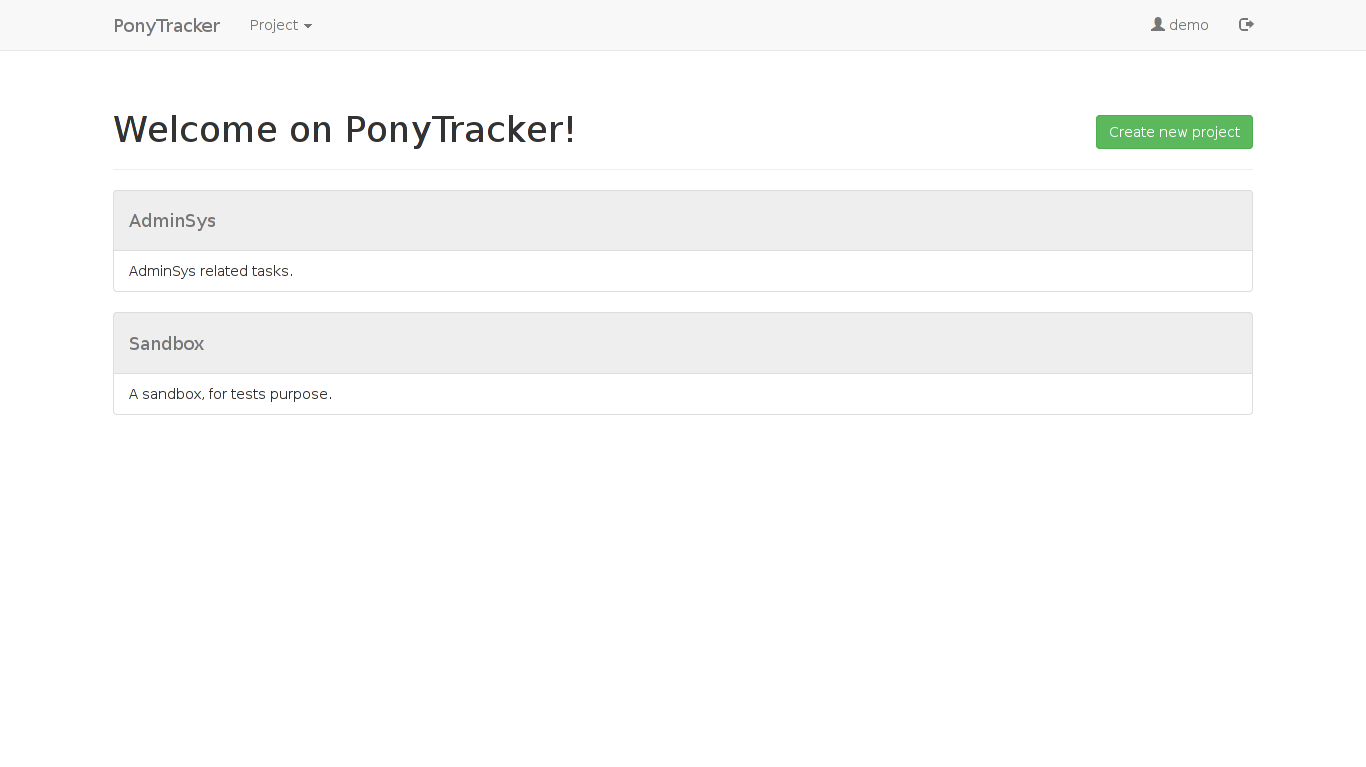 PonyTracker Project demo
Welcome on PonyTracker!
Create new project
AdminSys
AdminSys related tasks.
Sandbox
A sandbox, for tests purpose.